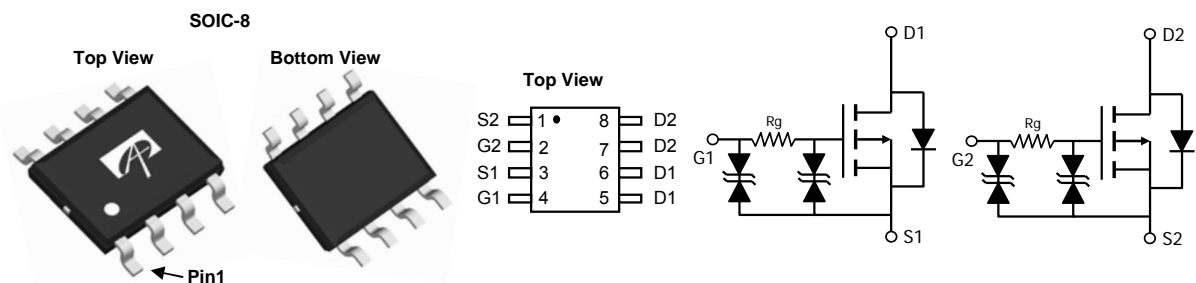 SOIC-8
Top View
Bottom View
Pin1
Top View
S2 1 8 D2
G2 2 7 D2
S1 3 6 D1
G1 4 5 D1
D1
Rg
G1
S1
D2
Rg
G2
S2